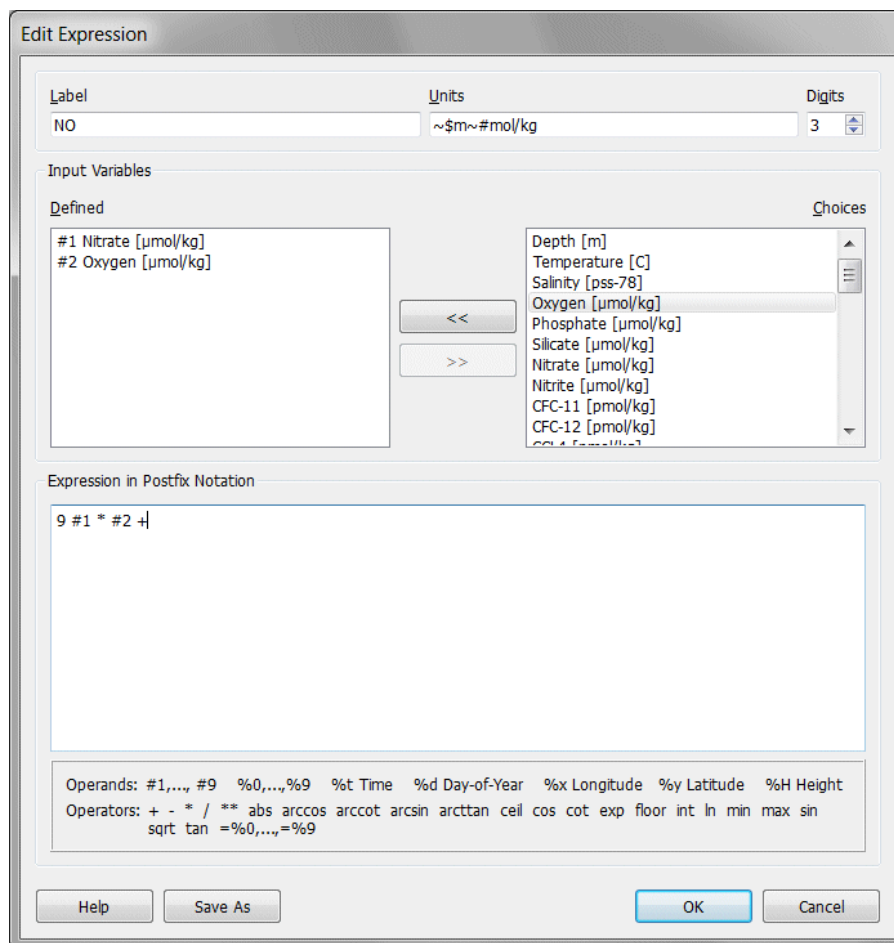 Edit Expression
Label Units Digits
NO ~$m~#mol/kg 3
Input Variables
Defined Choices
#1 Nitrate [µmol/kg]
#2 Oxygen [µmol/kg]
<<
>>
Depth [m]
Temperature [C]
Salinity [pss-78]
Oxygen [µmol/kg]
Phosphate [µmol/kg]
Silicate [µmol/kg]
Nitrate [µmol/kg]
Nitrite [µmol/kg]
CFC-11 [pmol/kg]
CFC-12 [pmol/kg]
Expression in Postfix Notation
9 #1 * #2 +
Operands: #1,..., #9 %0,...,%9 %t Time %d Day-of-Year %x Longitude %y Latitude %H Height
Operators: + - * / ** abs arccos arccot arcsin arcttan ceil cos cot exp floor int ln min max sin
sqrt tan =%0,...,=%9
Help Save As OK Cancel